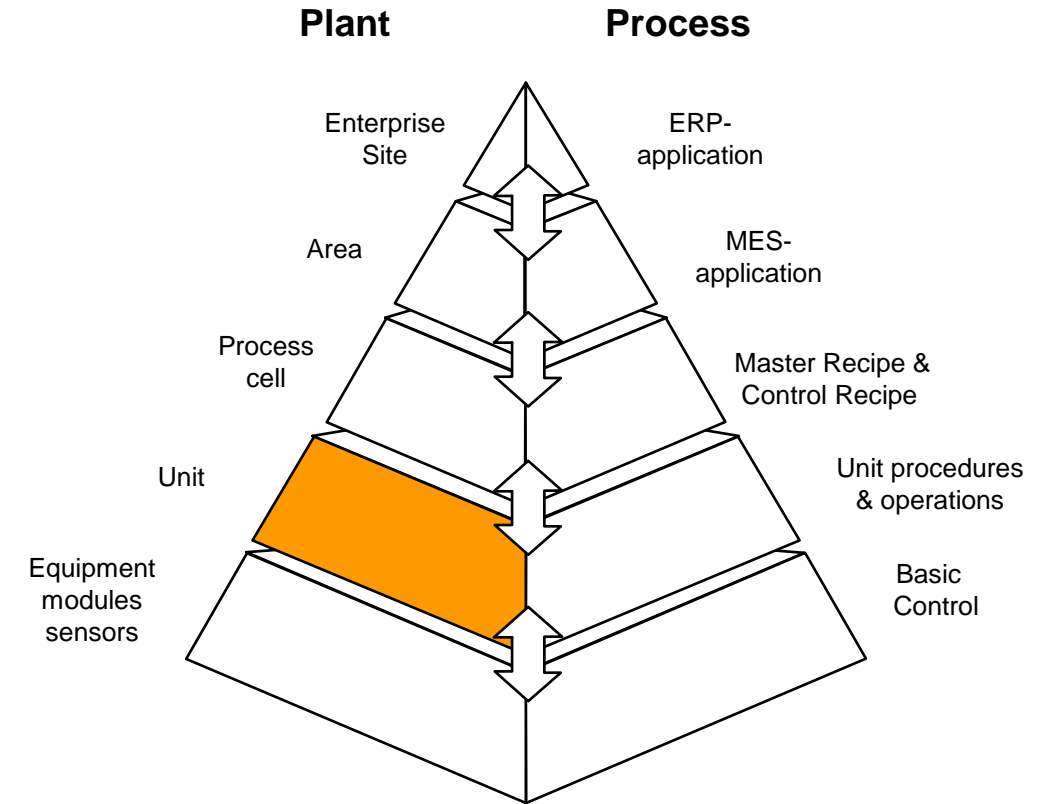 Plant
Process
Enterprise
Site
ERP-
application
Area
MES-
application
Process
cell
Master Recipe &
Control Recipe
Unit
Unit procedures
& operations
Equipment
modules
sensors
Basic
Control